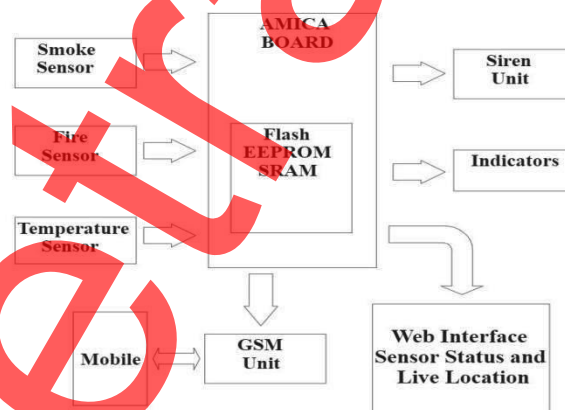 AMICA
BOARD
Smoke
Sensor
Siren
Unit
Fire
Sensor
Flash
EEPROM
SRAM
Indicators
Temperature
Sensor
Mobile
GSM
Unit
Web Interface
Sensor Status and
Live Location